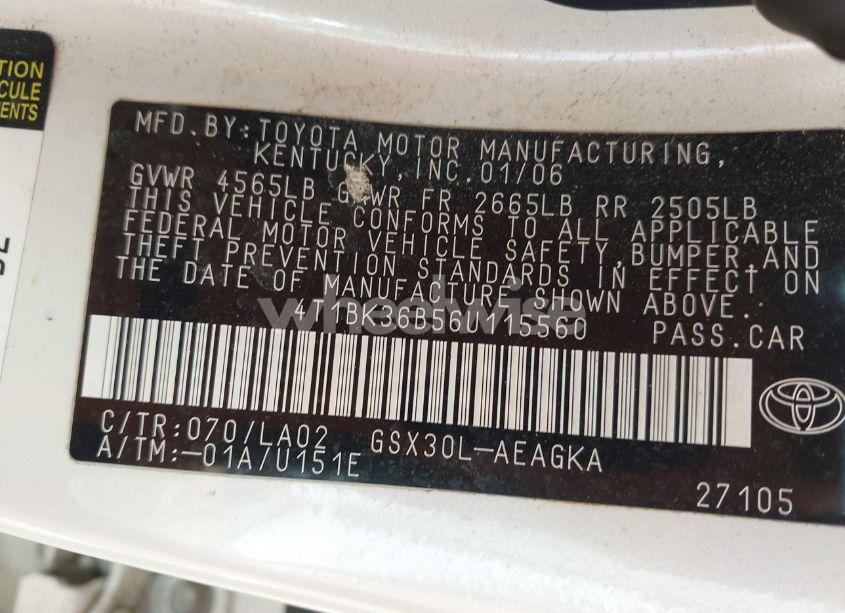 TION
CULE
ENTS
MFD. BY: TOYOTA MOTOR MANUFACTURING,
KENTUCKY, INC. 01/06
GVWR 4565LB GAWR FR 2665LB RR 2505LB
THIS VEHICLE CONFORMS TO ALL APPLICABLE
FEDERAL MOTOR VEHICLE SAFETY, BUMPER, AND
THEFT PREVENTION STANDARDS IN EFFECT ON
THE DATE OF MANUFACTURE SHOWN ABOVE.
wheelwise
4T1BK36B56U115560 PASS.CAR
C/TR:070/LA02 GSX30L-AEAGKA
A/TM:-01A/U151E
27105